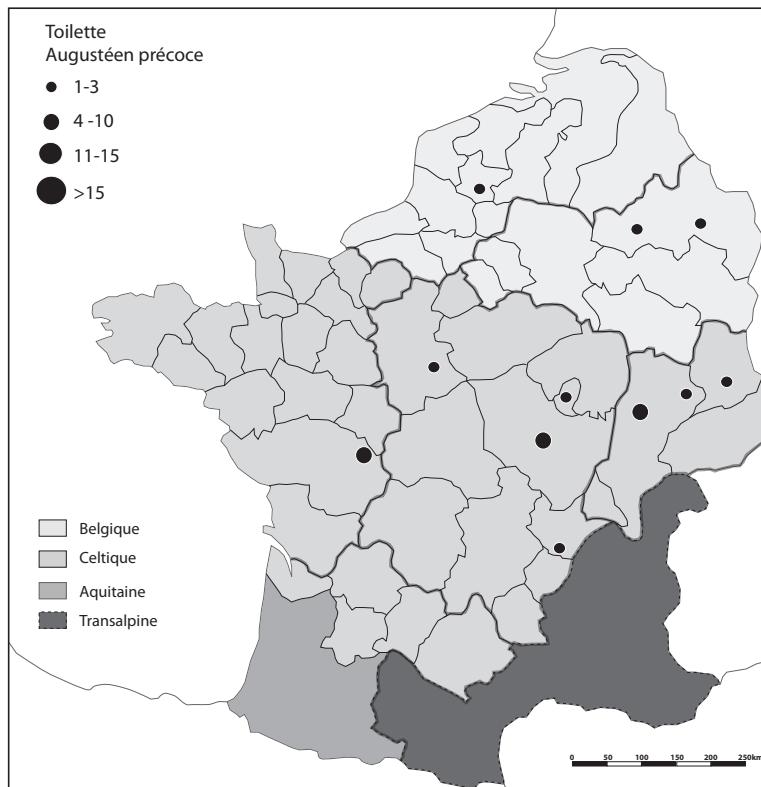 Toilette
Augustéen précoce
1-3
4 -10
11-15
>15
Belgique
Celtique
Aquitaine
Transalpine
0 50 100 150 200 250km